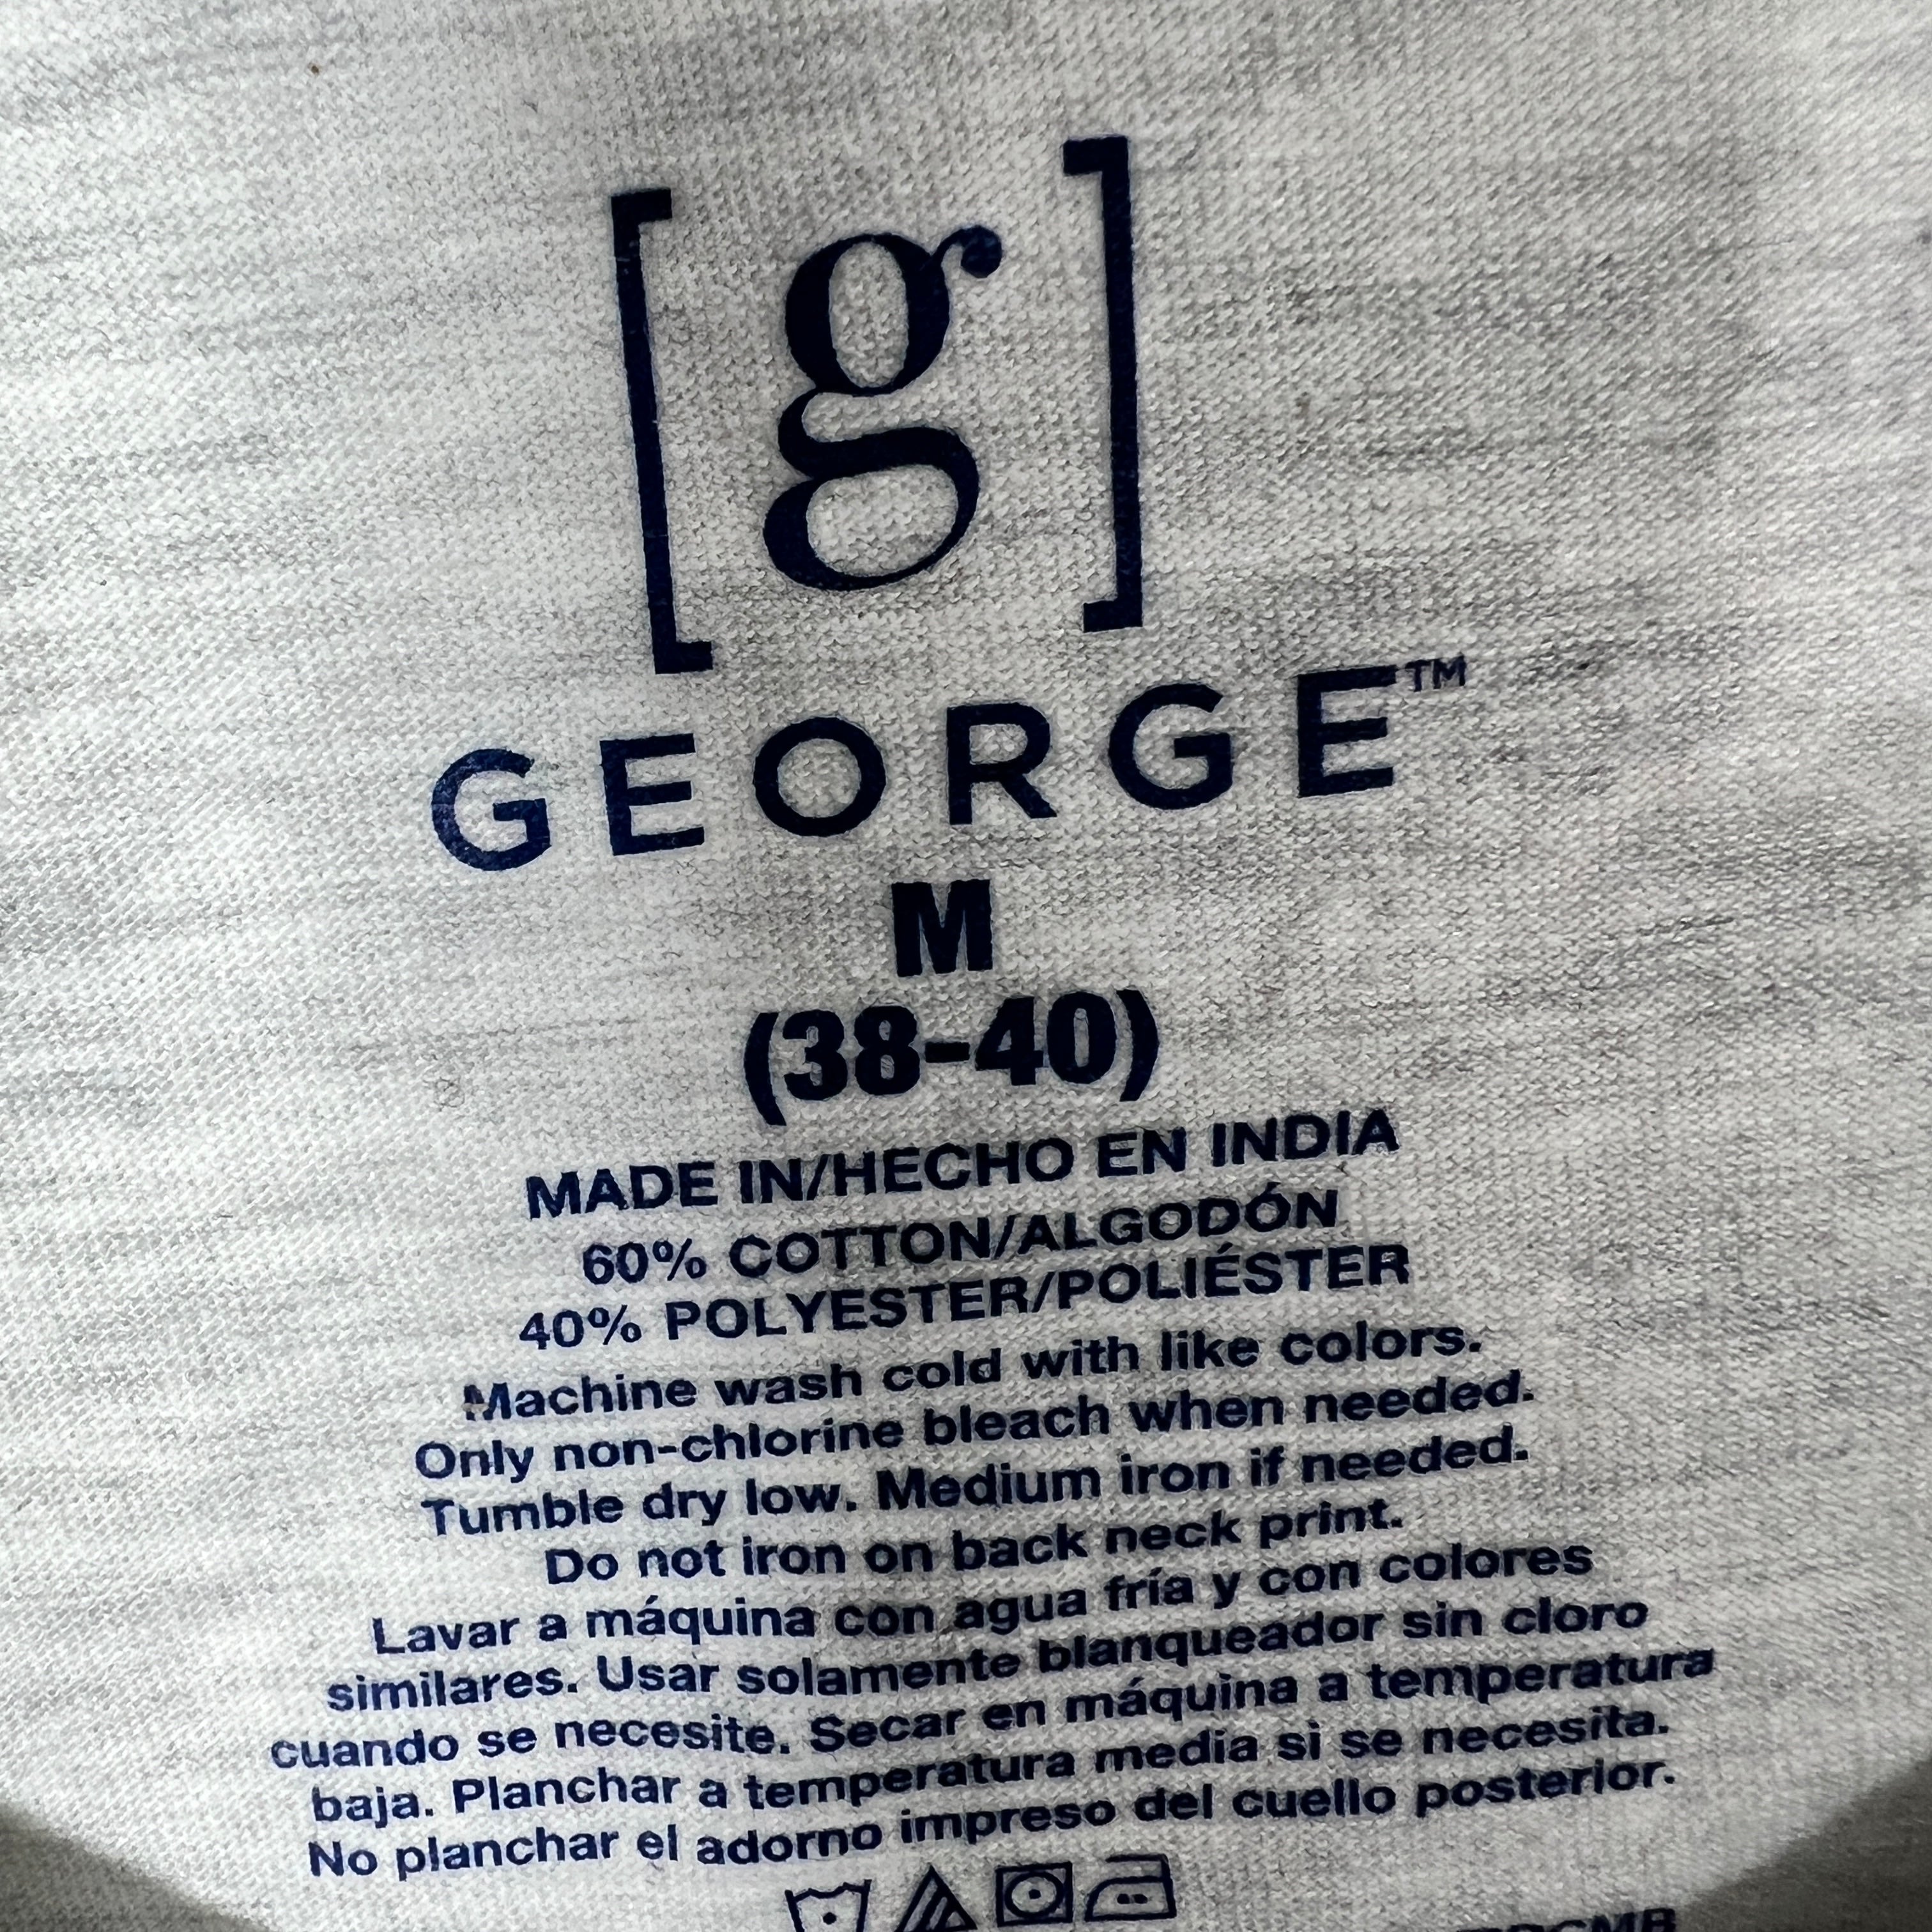 [g]
GEORGE™
M
(38-40)
MADE IN/HECHO EN INDIA
60% COTTON/ALGODÓN
40% POLYESTER/POLIÉSTER
Machine wash cold with like colors.
Only non-chlorine bleach when needed.
Tumble dry low. Medium iron if needed.
Do not iron on back neck print.
Lavar a máquina con agua fría y con colores
similares. Usar solamente blanqueador sin cloro
cuando se necesite. Secar en máquina a temperatura
baja. Planchar a temperatura media si se necesita.
No planchar el adorno impreso del cuello posterior.